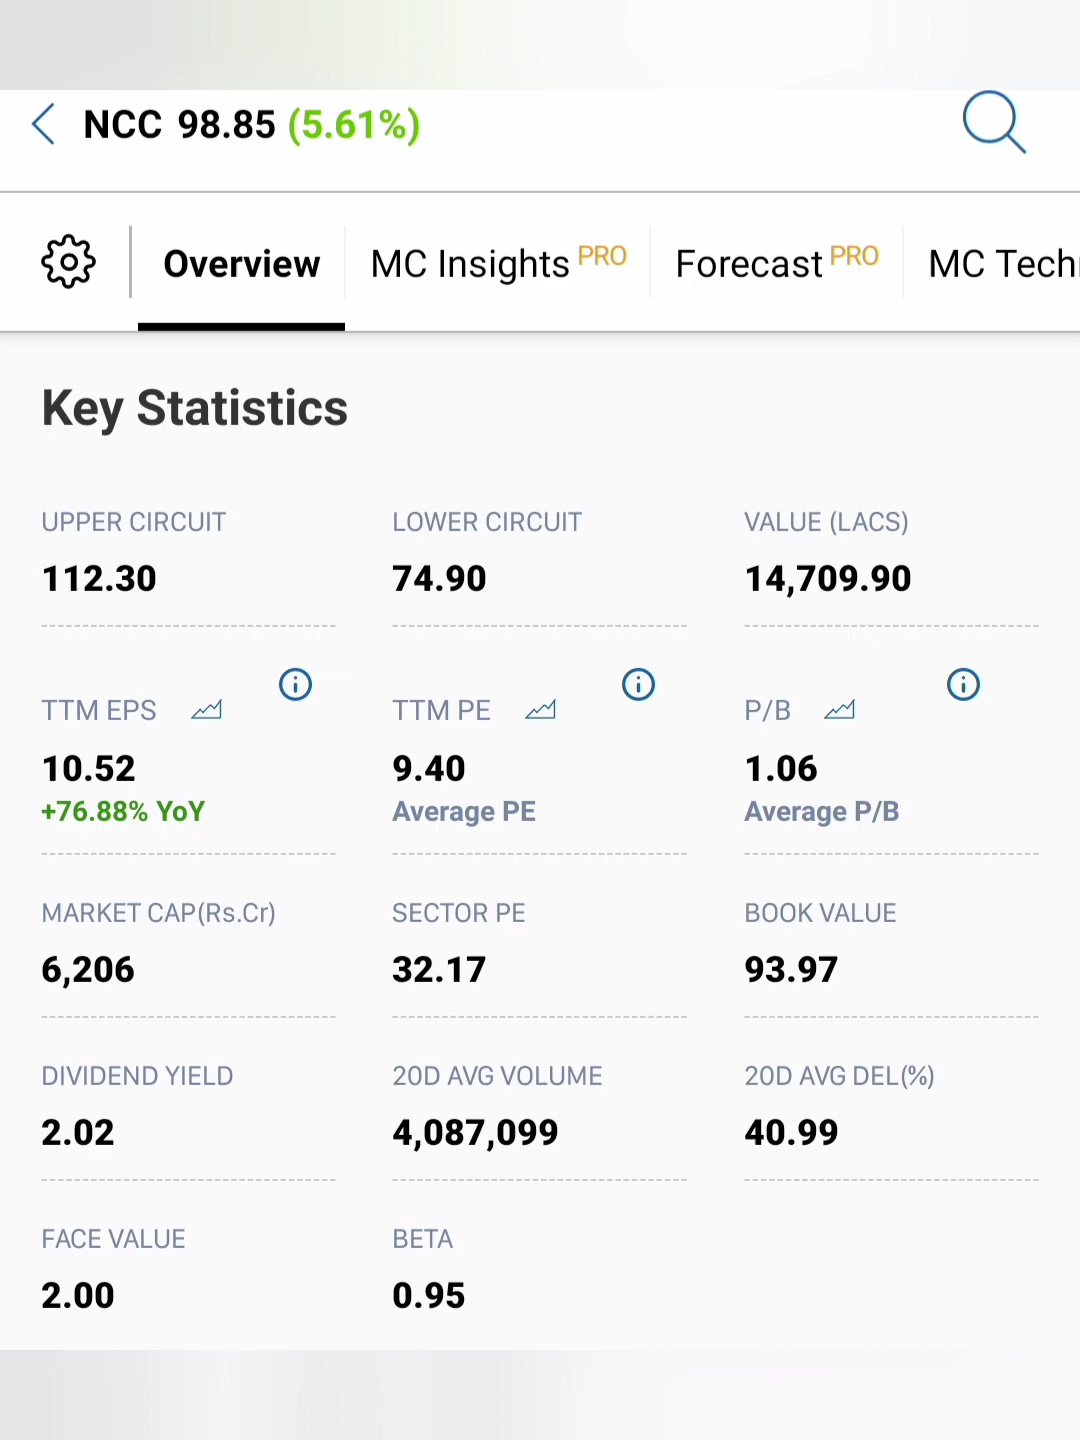 NCC 98.85 (5.61%)
Overview MC Insights PRO Forecast PRO MC Tech
Key Statistics
UPPER CIRCUIT LOWER CIRCUIT VALUE (LACS)
112.30 74.90 14,709.90
TTM EPS TTM PE P/B
10.52 9.40 1.06
+76.88% YoY Average PE Average P/B
MARKET CAP(Rs.Cr) SECTOR PE BOOK VALUE
6,206 32.17 93.97
DIVIDEND YIELD 20D AVG VOLUME 20D AVG DEL(%)
2.02 4,087,099 40.99
FACE VALUE BETA
2.00 0.95